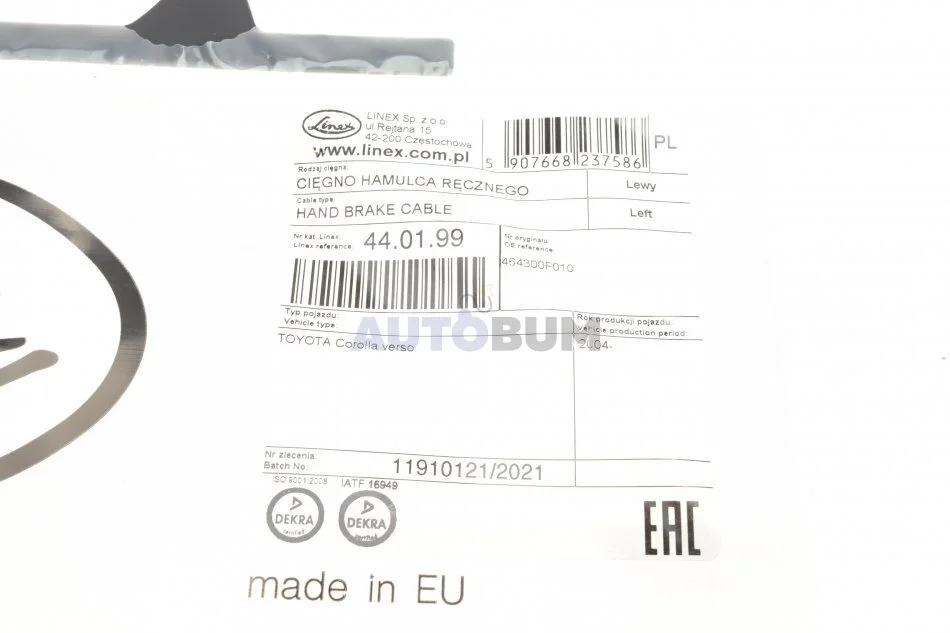 Linex
LINEX Sp. z o o
ul.Rejtana 15
42-200 Częstochowa
www.linex.com.pl
5 907668 237586
PL
Rodzaj cięgna:
CIĘGNO HAMULCA RĘCZNEGO
Lewy
Cable type:
HAND BRAKE CABLE
Left
Nr kat. Linex:
Linex reference:
44.01.99
Nr oryginału:
OE reference:
464300F010
Typ pojazdu:
Vehicle type:
Rok produkcji pojazdu:
Vehicle production period:
AUTOBUM
TOYOTA Corolla verso
2004-
Nr zlecenia:
Batch No:
11910121/2021
ISO 9001:2008
IATF 16949
DEKRA
DEKRA
EAC
made in EU